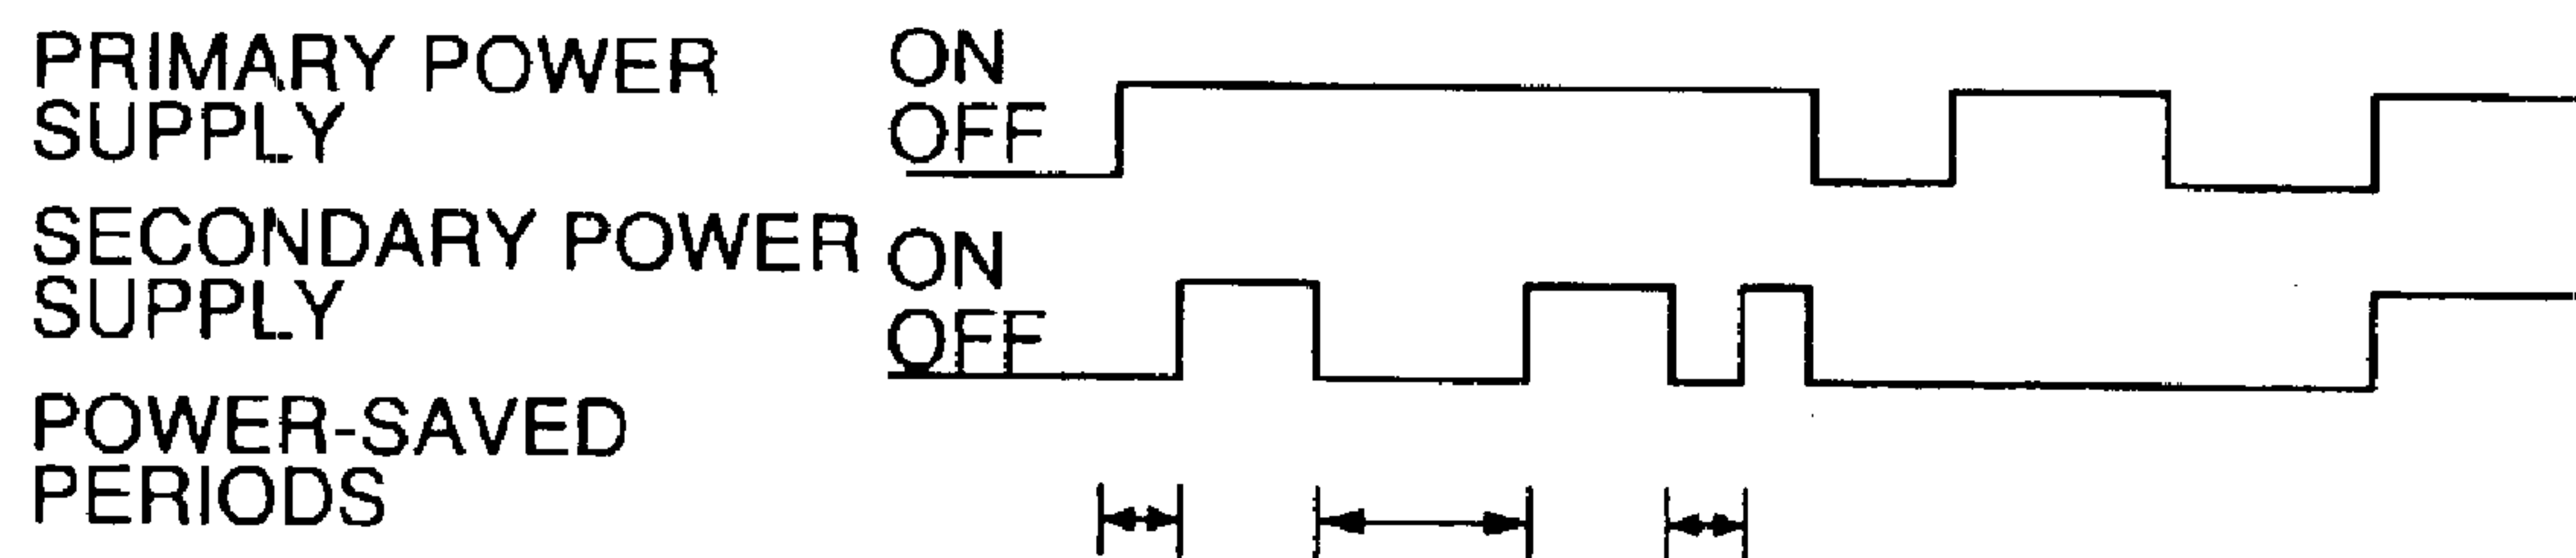 PRIMARY POWER SUPPLY
ON
OFF
SECONDARY POWER SUPPLY
ON
OFF
POWER-SAVED PERIODS